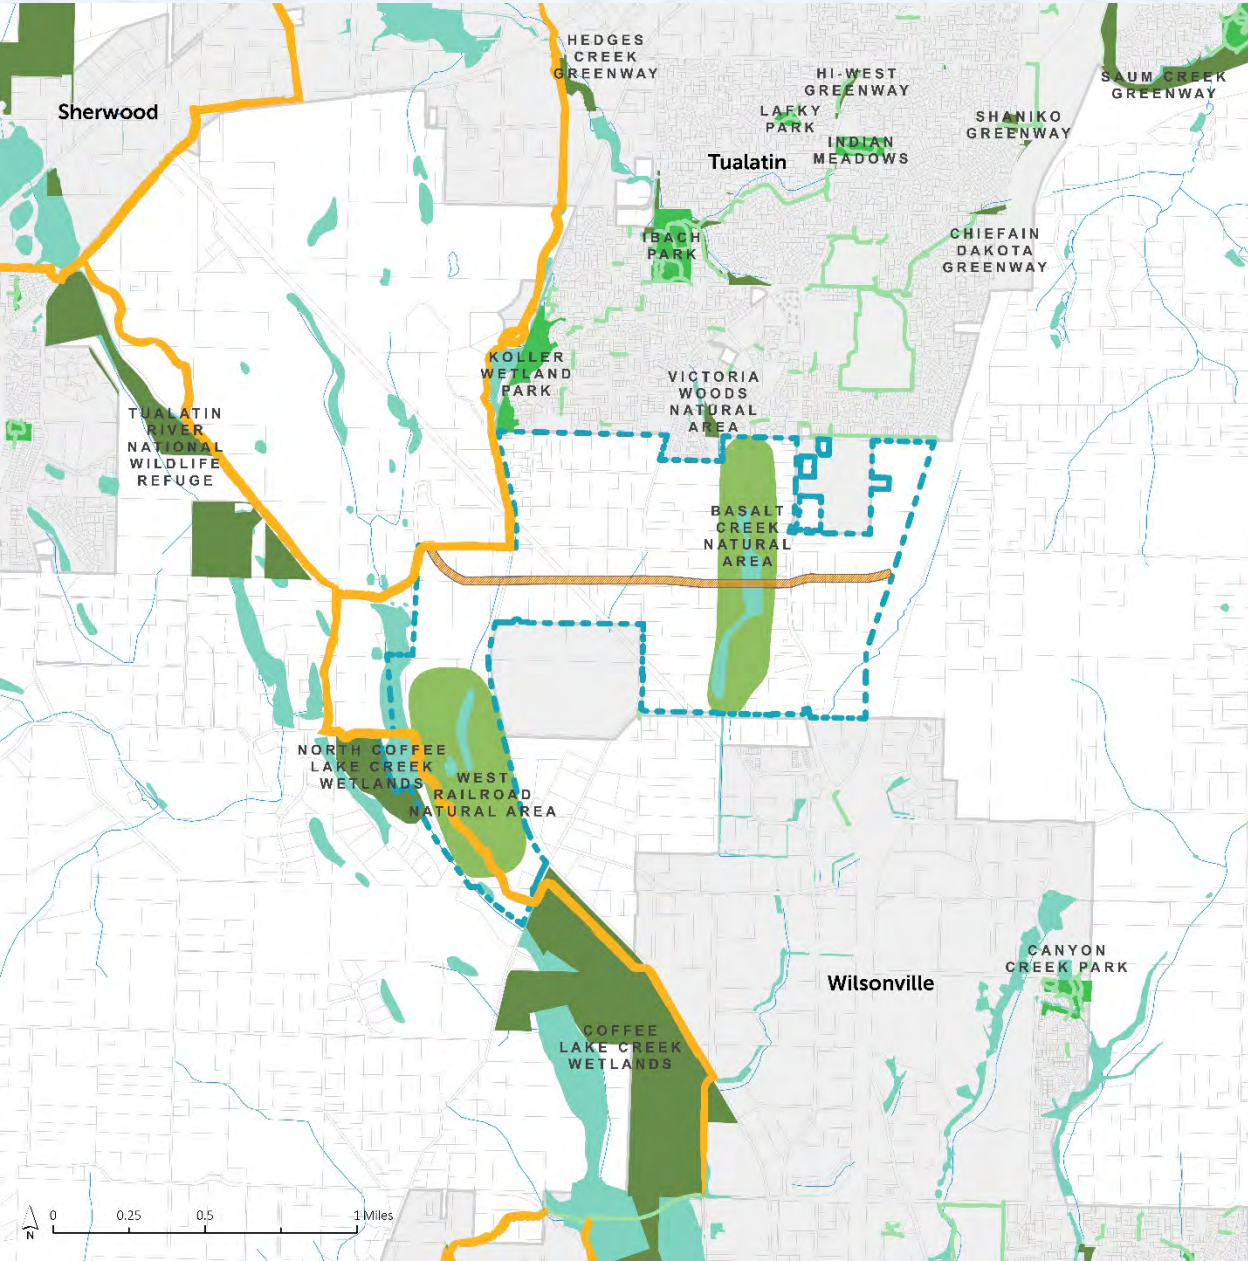 HEDGES
CREEK
GREENWAY
HI-WEST
GREENWAY
SAUM CREEK
GREENWAY
Sherwood
LAFKY
PARK
SHANIKO
GREENWAY
INDIAN
MEADOWS
Tualatin
IBACH
PARK
CHIEFAIN
DAKOTA
GREENWAY
KOLLER
WETLAND
PARK
VICTORIA
WOODS
NATURAL
AREA
TUALATIN
RIVER
NATIONAL
WILDLIFE
REFUGE
BASALT
CREEK
NATURAL
AREA
NORTH COFFEE
LAKE CREEK
WETLANDS
WEST
RAILROAD
NATURAL AREA
CANYON
CREEK PARK
Wilsonville
COFFEE
LAKE CREEK
WETLANDS
N
0 0.25 0.5 1 Miles